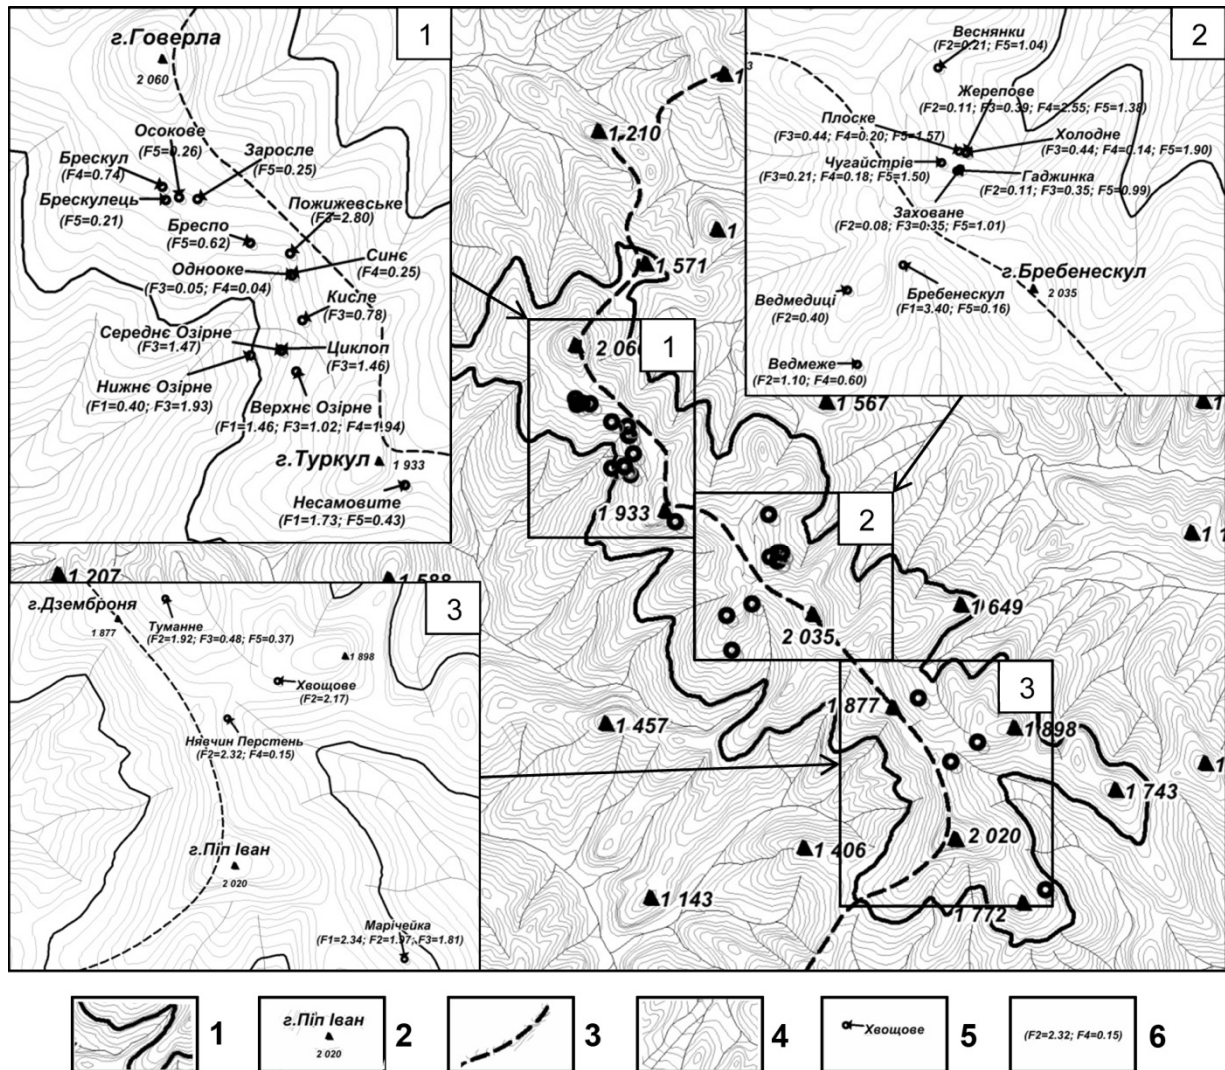 1
г.Говерла
2 060
Осокове
(F5=0.26)
Заросле
(F5=0.25)
Брескул
(F4=0.74)
Брескулець
(F5=0.21)
Пожижевське
(F3=2.80)
Бреспо
(F5=0.62)
Синє
(F4=0.25)
Однооке
(F3=0.05; F4=0.04)
Кисле
(F3=0.78)
Середнє Озірне
(F3=1.47)
Циклоп
(F3=1.46)
Нижнє Озірне
(F1=0.40; F3=1.93)
Верхнє Озірне
(F1=1.46; F3=1.02; F4=1.94)
г.Туркул
1 933
Несамовите
(F1=1.73; F5=0.43)
2
Веснянки
(F2=0.21; F5=1.04)
Жерепове
(F2=0.11; F3=0.39; F4=2.55; F5=1.38)
Плоске
(F3=0.44; F4=0.20; F5=1.57)
Холодне
(F3=0.44; F4=0.14; F5=1.90)
Чугайстрів
(F3=0.21; F4=0.18; F5=1.50)
Гаджинка
(F2=0.11; F3=0.35; F5=0.99)
Заховане
(F2=0.08; F3=0.35; F5=1.01)
г.Бребенескул
2 035
Бребенескул
(F1=3.40; F5=0.16)
Ведмедиці
(F2=0.40)
Ведмеже
(F2=1.10; F4=0.60)
3
г.Дземброня
1 877
Туманне
(F2=1.92; F3=0.48; F5=0.37)
1 898
Хвощове
(F2=2.17)
Нявчин Перстень
(F2=2.32; F4=0.15)
г.Піп Іван
2 020
Марічейка
(F1=2.34; F2=1.97; F3=1.81)
1 210
1 571
1
2 060
1 567
1 933
2
1 207
1 588
1 649
2 035
3
1 877
1 898
1 457
1 743
1 406
2 020
1 143
1 772
1
г.Піп Іван
2 020
2
3
4
Хвощове
5
(F2=2.32; F4=0.15)
6